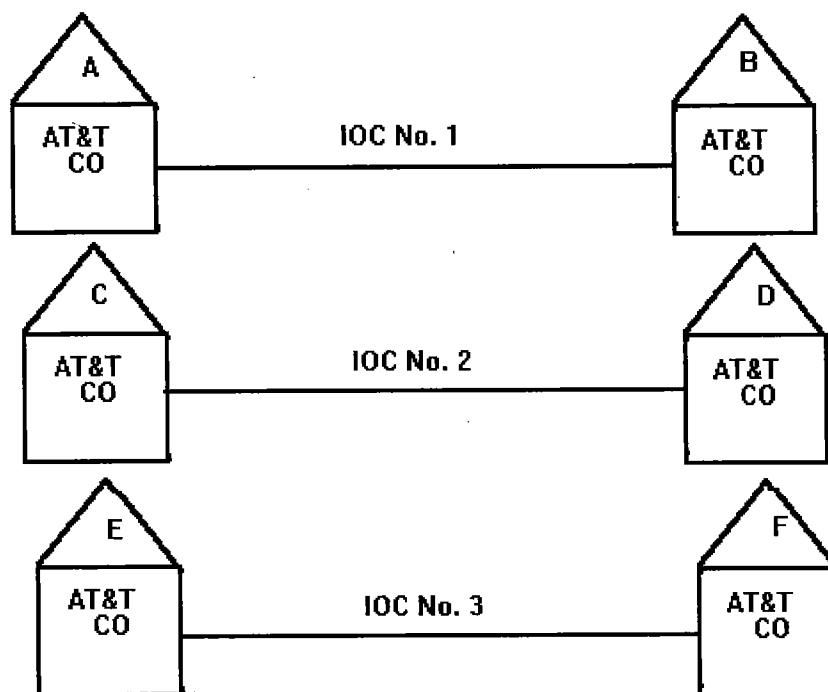 A
B
AT&T
CO
IOC No. 1
AT&T
CO
C
D
AT&T
CO
IOC No. 2
AT&T
CO
E
F
AT&T
CO
IOC No. 3
AT&T
CO